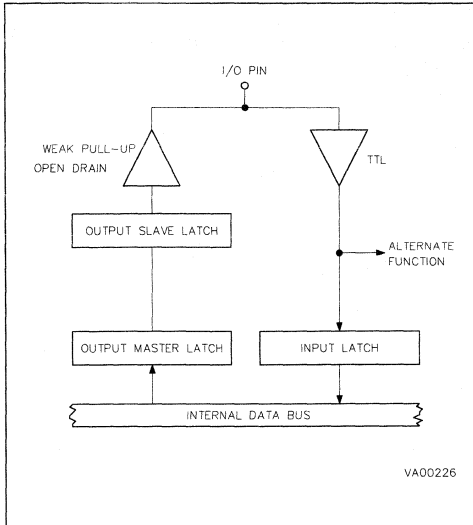 I/O PIN
WEAK PULL-UP
OPEN DRAIN
TTL
OUTPUT SLAVE LATCH
ALTERNATE
FUNCTION
OUTPUT MASTER LATCH
INPUT LATCH
INTERNAL DATA BUS
VA00226